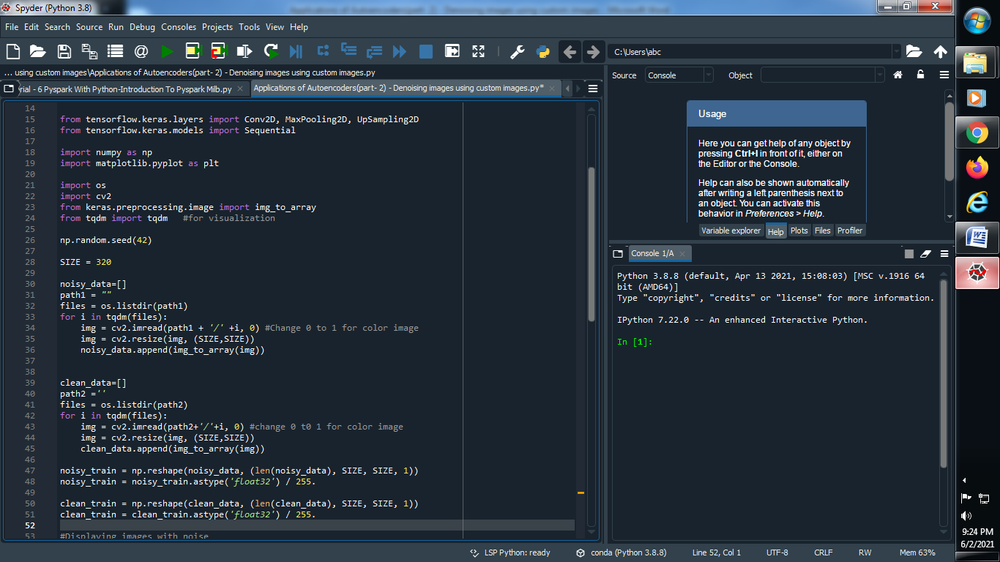 Spyder (Python 3.8)
File Edit Search Source Run Debug Consoles Projects Tools View Help
C:\Users\abc
... using custom images\Applications of Autoencoders(part- 2) - Denoising images using custom images.py
rial - 6 Pyspark With Python-Introduction To Pyspark Mlib.py
Applications of Autoencoders(part- 2) - Denoising images using custom images.py*
14
15 from tensorflow.keras.layers import Conv2D, MaxPooling2D, UpSampling2D
16 from tensorflow.keras.models import Sequential
17
18 import numpy as np
19 import matplotlib.pyplot as plt
20
21 import os
22 import cv2
23 from keras.preprocessing.image import img_to_array
24 from tqdm import tqdm   #for visualization
25
26 np.random.seed(42)
27
28 SIZE = 320
29
30 noisy_data=[]
31 path1 = ""
32 files = os.listdir(path1)
33 for i in tqdm(files):
34     img = cv2.imread(path1 + '/' +i, 0) #Change 0 to 1 for color image
35     img = cv2.resize(img, (SIZE,SIZE))
36     noisy_data.append(img_to_array(img))
37
38
39 clean_data=[]
40 path2 =''
41 files = os.listdir(path2)
42 for i in tqdm(files):
43     img = cv2.imread(path2+'/'+i, 0) #change 0 t0 1 for color image
44     img = cv2.resize(img, (SIZE,SIZE))
45     clean_data.append(img_to_array(img))
46
47 noisy_train = np.reshape(noisy_data, (len(noisy_data), SIZE, SIZE, 1))
48 noisy_train = noisy_train.astype('float32') / 255.
49
50 clean_train = np.reshape(clean_data, (len(clean_data), SIZE, SIZE, 1))
51 clean_train = clean_train.astype('float32') / 255.
52
53 #Displaying images with noise
Source Console Object
Usage
Here you can get help of any object by
pressing Ctrl+I in front of it, either on
the Editor or the Console.
Help can also be shown automatically
after writing a left parenthesis next to
an object. You can activate this
behavior in Preferences > Help.
Variable explorer Help Plots Files Profiler
Console 1/A
Python 3.8.8 (default, Apr 13 2021, 15:08:03) [MSC v.1916 64
bit (AMD64)]
Type "copyright", "credits" or "license" for more information.
IPython 7.22.0 -- An enhanced Interactive Python.
In [1]:
LSP Python: ready conda (Python 3.8.8) Line 52, Col 1 UTF-8 CRLF RW Mem 63%
9:24 PM
6/2/2021